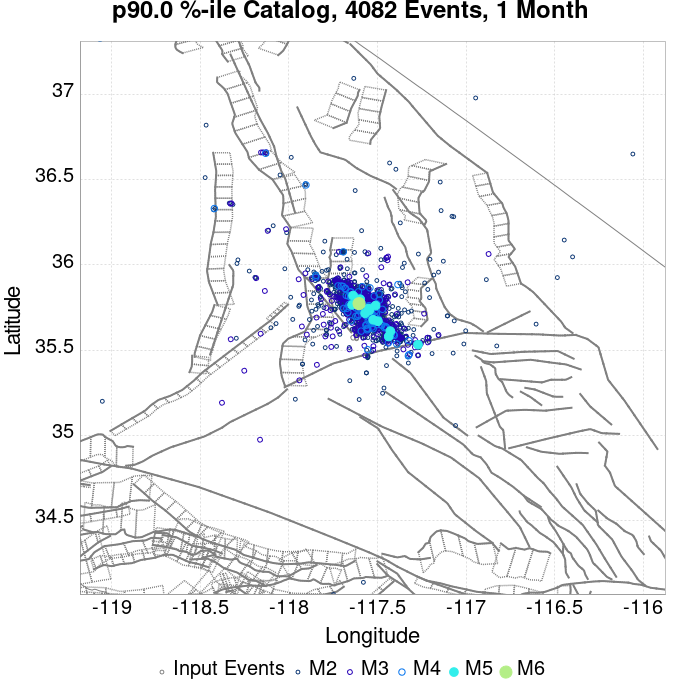 p90.0 %-ile Catalog, 4082 Events, 1 Month
37
36.5
36
35.5
35
34.5
Latitude
-119 -118.5 -118 -117.5 -117 -116.5 -116
Longitude
Input Events M2 M3 M4 M5 M6